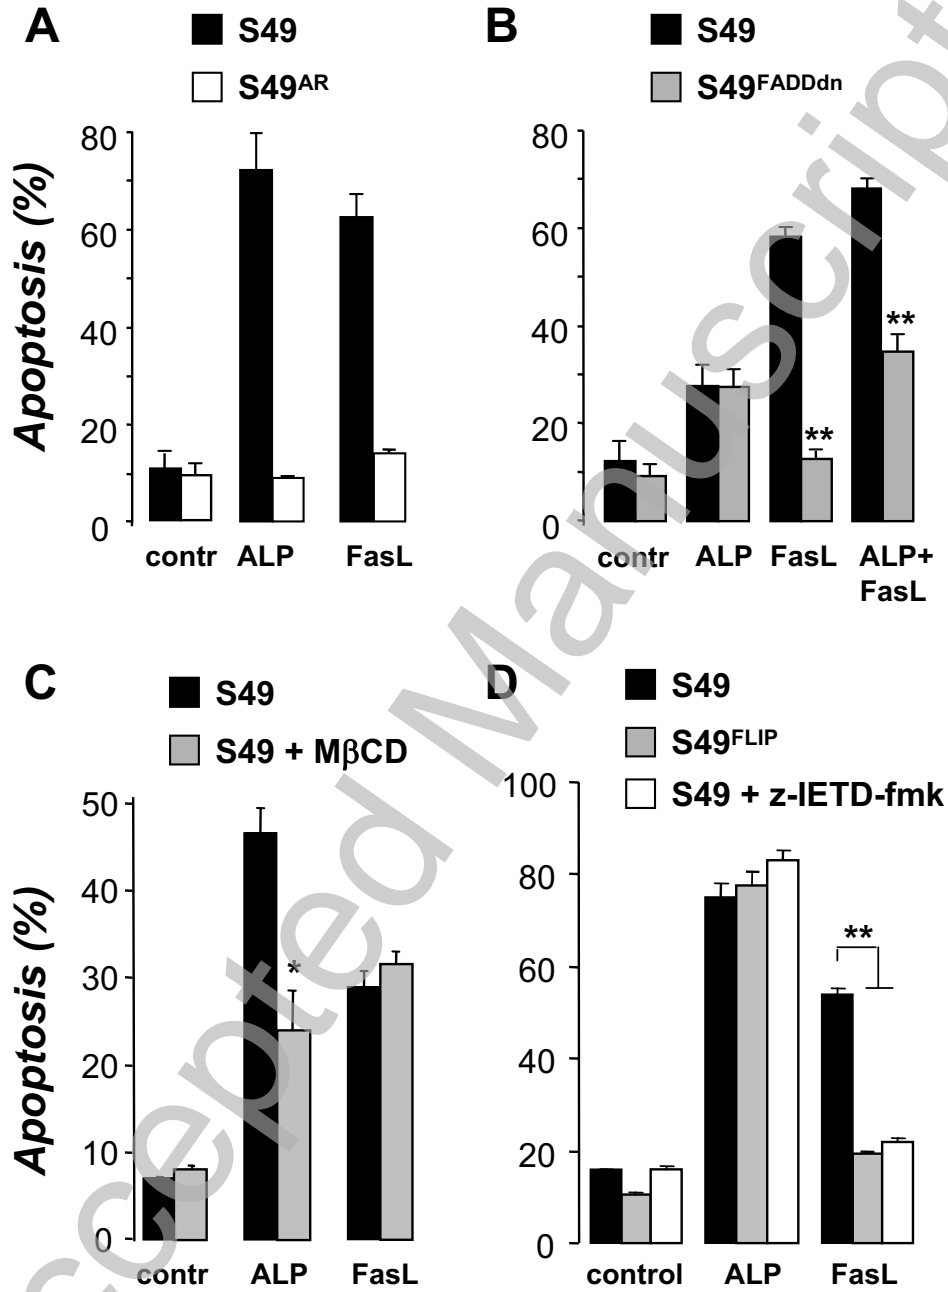 A
S49
S49AR
Apoptosis (%)
80
60
40
20
0
contr ALP FasL
B
S49
S49FADDdn
80
60
40
20
0
**
**
contr ALP FasL ALP+
FasL
C
S49
S49 + MβCD
Apoptosis (%)
50
40
30
20
10
0
*
contr ALP FasL
D
S49
S49FLIP
S49 + z-IETD-fmk
100
80
60
40
20
0
**
control ALP FasL
ccepted Manuscript